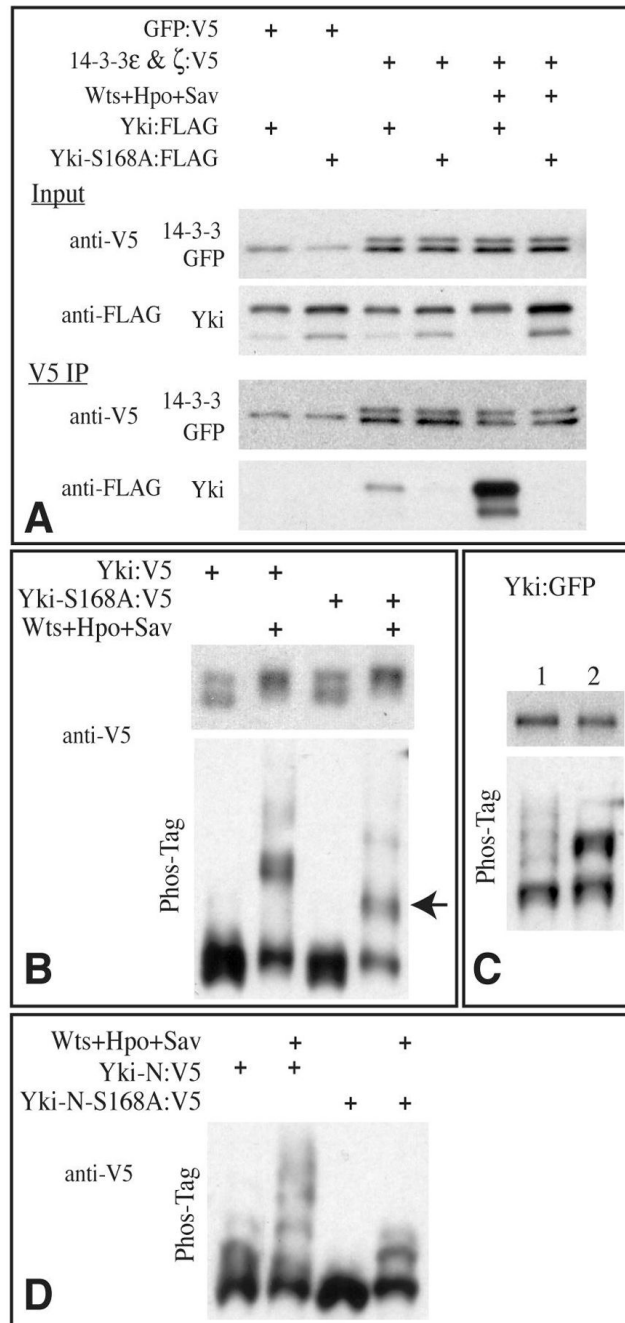 GFP:V5 + +
14-3-3ε & ζ:V5 + + + +
Wts+Hpo+Sav + +
Yki:FLAG + + +
Yki-S168A:FLAG + + +
Input
anti-V5 14-3-3
GFP
anti-FLAG Yki
V5 IP
anti-V5 14-3-3
GFP
anti-FLAG Yki
A
Yki:V5 + +
Yki-S168A:V5 + +
Wts+Hpo+Sav + +
anti-V5
Phos-Tag
B
Yki:GFP
1 2
Phos-Tag
C
Wts+Hpo+Sav + +
Yki-N:V5 + +
Yki-N-S168A:V5 + +
anti-V5
Phos-Tag
D